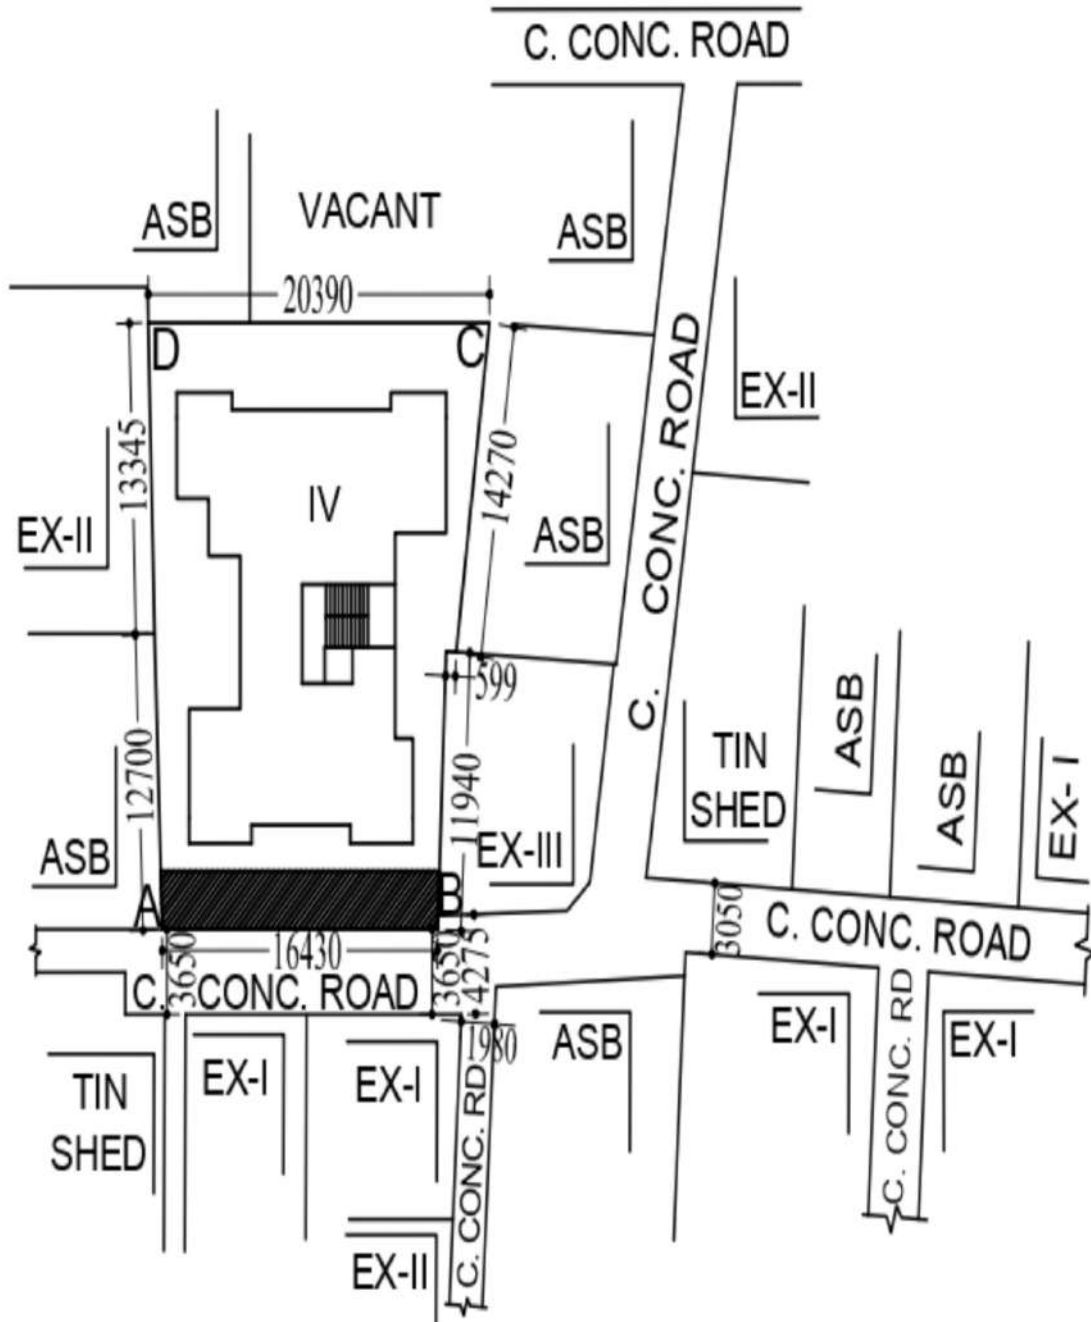 C. CONC. ROAD
ASB
VACANT
ASB
20390
D
C
13345
14270
C. CONC. ROAD
EX-II
IV
EX-II
ASB
599
12700
11940
TIN
SHED
ASB
ASB
EX- I
ASB
EX-III
A
B
3650
16430
3650
4275
3050
C. CONC. ROAD
C. CONC. ROAD
1980
TIN
SHED
EX-I
EX-I
ASB
EX-I
EX-I
C. CONC. RD
C. CONC. RD
EX-II